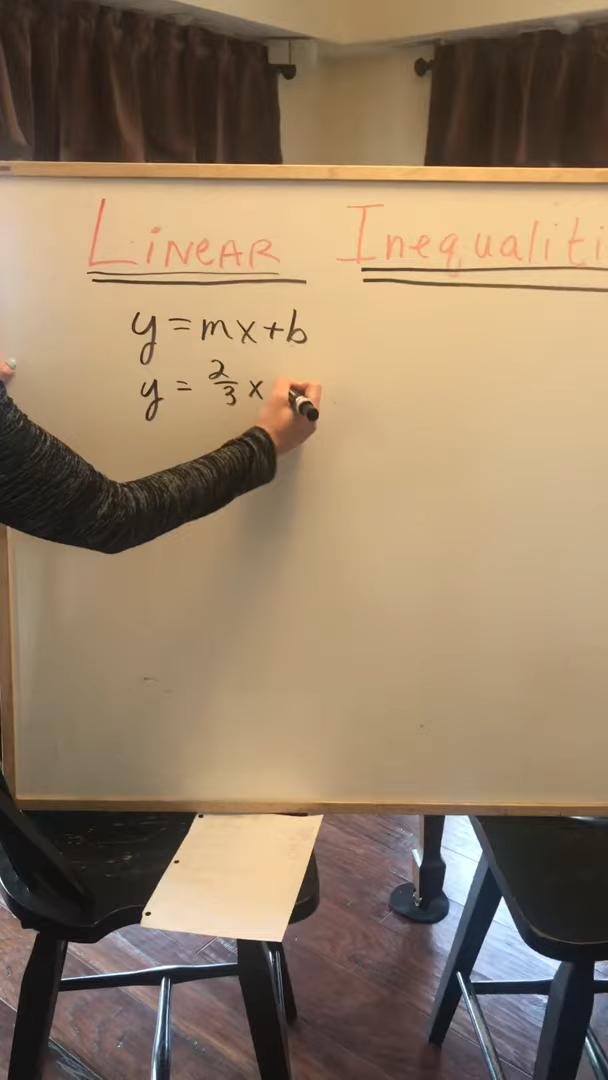 LiNEAR Inequaliti
y = mx + b
y = 2/3 x